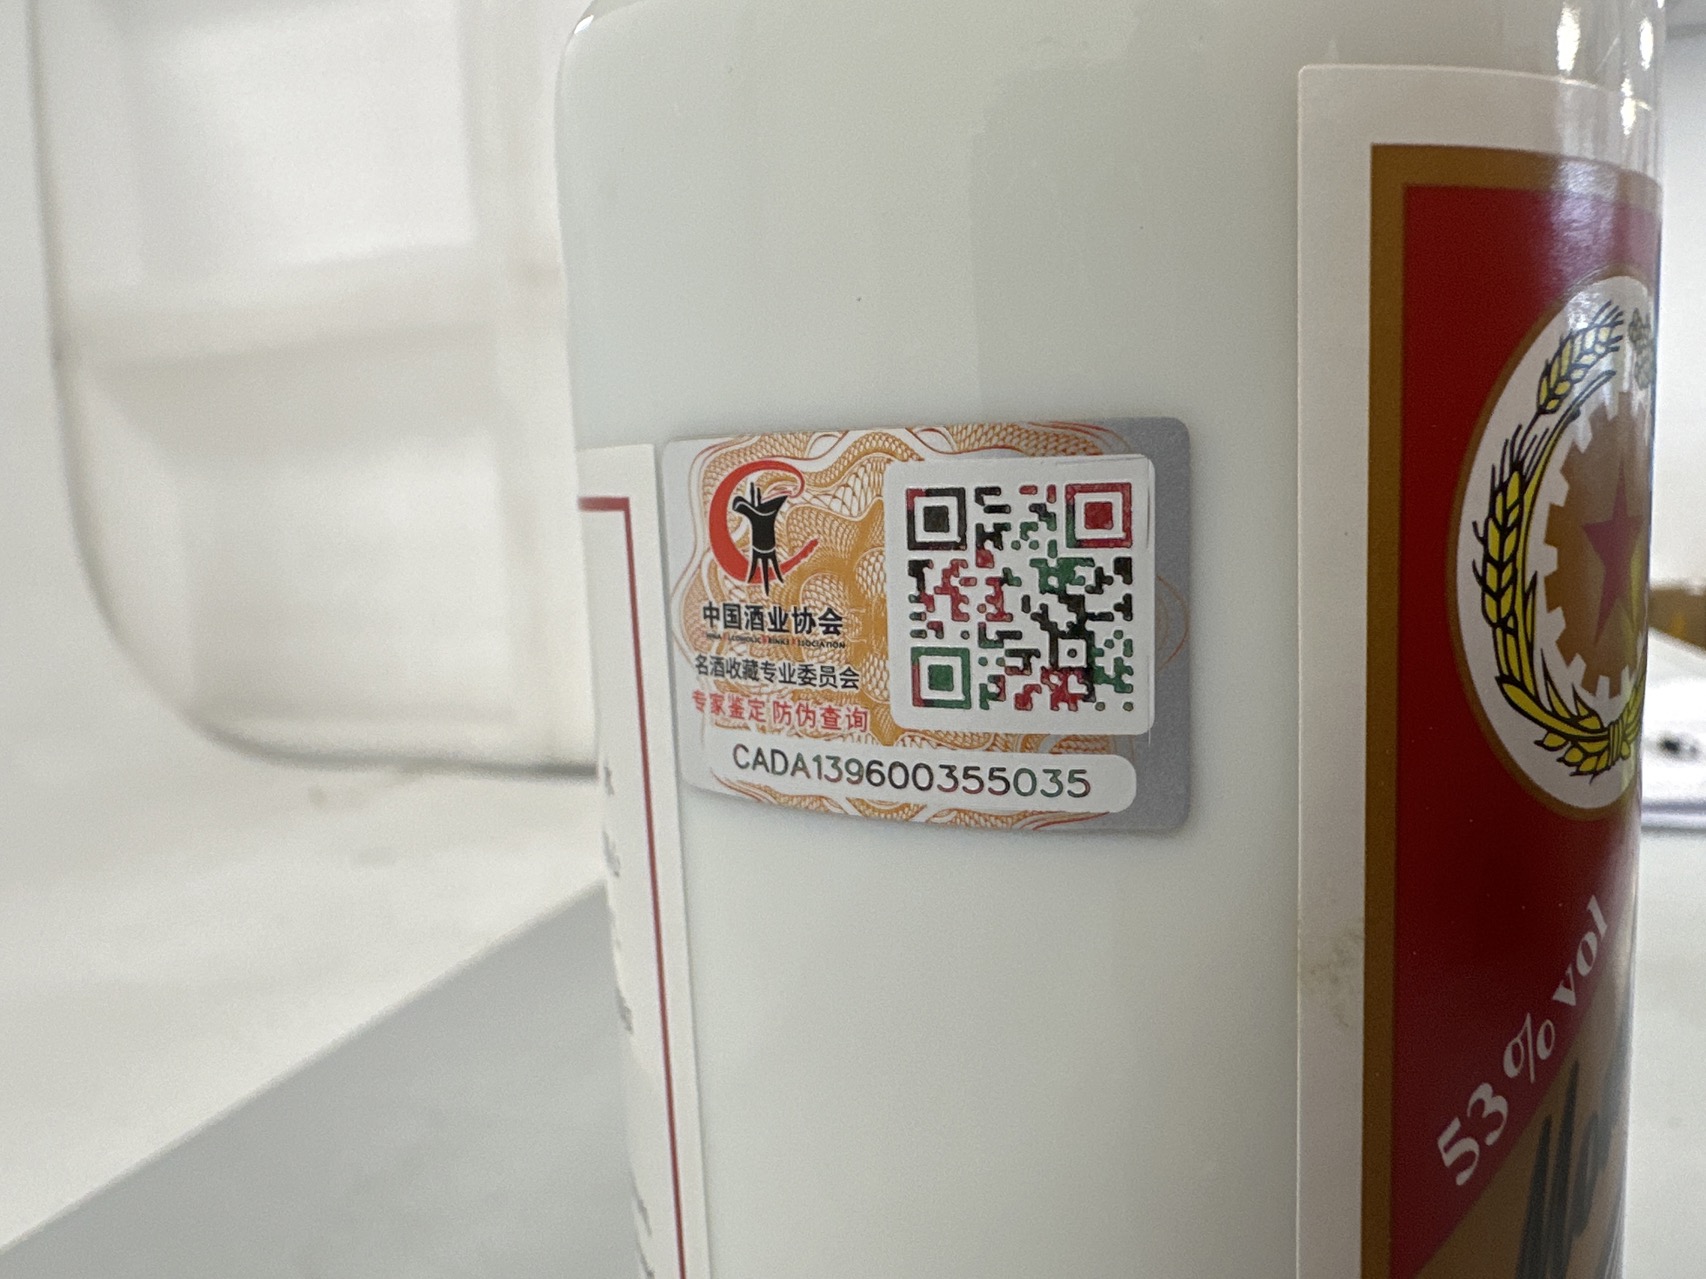 中国酒业协会
名酒收藏专业委员会
专家鉴定 防伪查询
CADA139600355035
53% vol